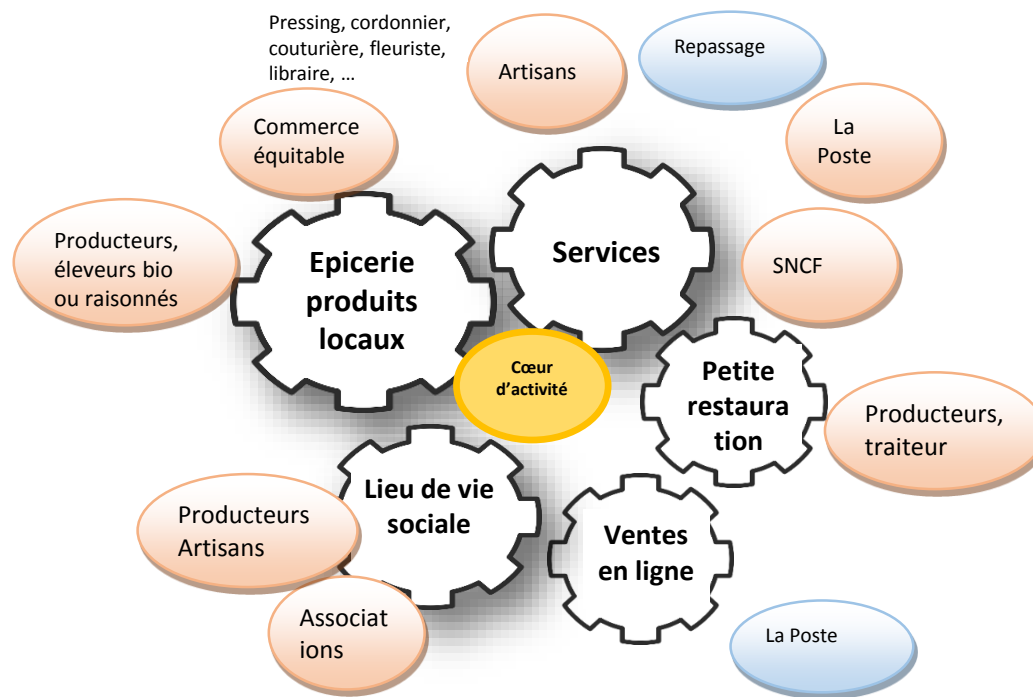 Pressing, cordonnier,
couturière, fleuriste,
libraire, …
Artisans
Repassage
Commerce
équitable
La
Poste
Producteurs,
éleveurs bio
ou raisonnés
Epicerie
produits
locaux
Services
SNCF
Cœur
d’activité
Petite
restaura
tion
Producteurs,
traiteur
Lieu de vie
sociale
Producteurs
Artisans
Ventes
en ligne
Associat
ions
La Poste